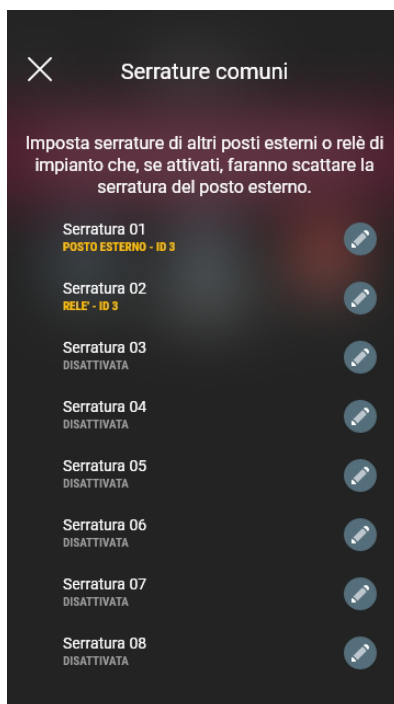 Serrature comuni
Imposta serrature di altri posti esterni o relè di
impianto che, se attivati, faranno scattare la
serratura del posto esterno.
Serratura 01
POSTO ESTERNO - ID 3
Serratura 02
RELE' - ID 3
Serratura 03
DISATTIVATA
Serratura 04
DISATTIVATA
Serratura 05
DISATTIVATA
Serratura 06
DISATTIVATA
Serratura 07
DISATTIVATA
Serratura 08
DISATTIVATA